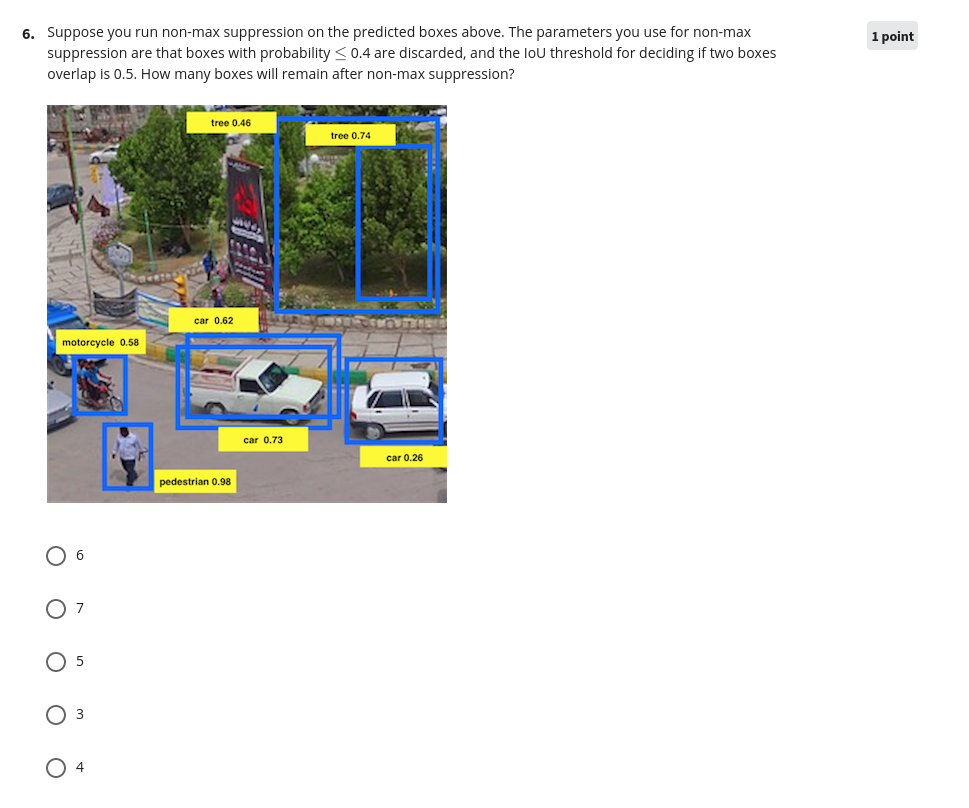 6. Suppose you run non-max suppression on the predicted boxes above. The parameters you use for non-max
suppression are that boxes with probability ≤ 0.4 are discarded, and the IoU threshold for deciding if two boxes
overlap is 0.5. How many boxes will remain after non-max suppression?
1 point
tree 0.46
tree 0.74
car 0.62
motorcycle 0.58
car 0.73
car 0.26
pedestrian 0.98
6
7
5
3
4